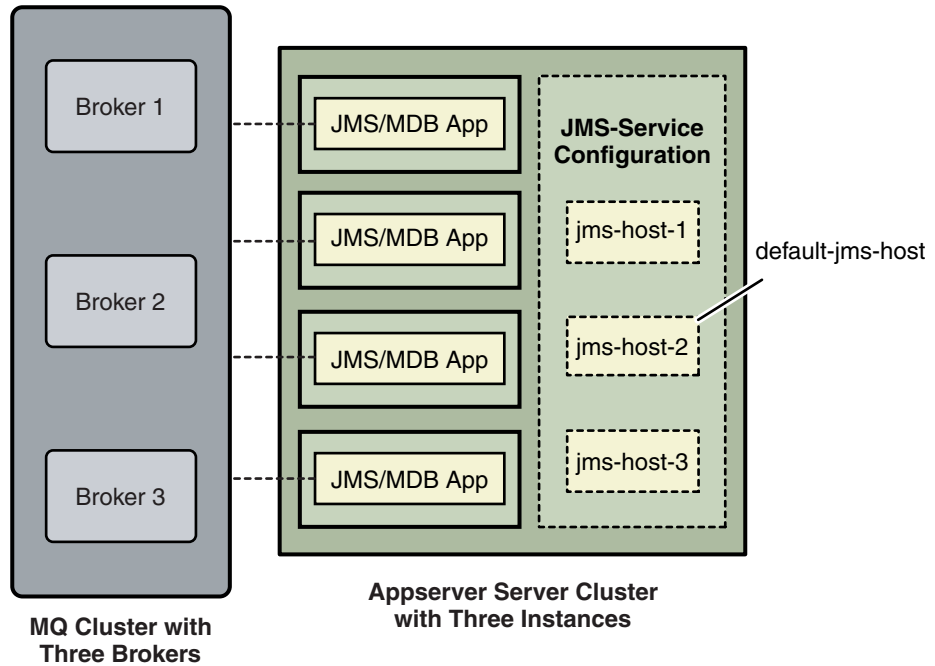 Broker 1
Broker 2
Broker 3
MQ Cluster with
Three Brokers
JMS/MDB App
JMS/MDB App
JMS/MDB App
JMS/MDB App
JMS-Service
Configuration
jms-host-1
jms-host-2
jms-host-3
default-jms-host
Appserver Server Cluster
with Three Instances